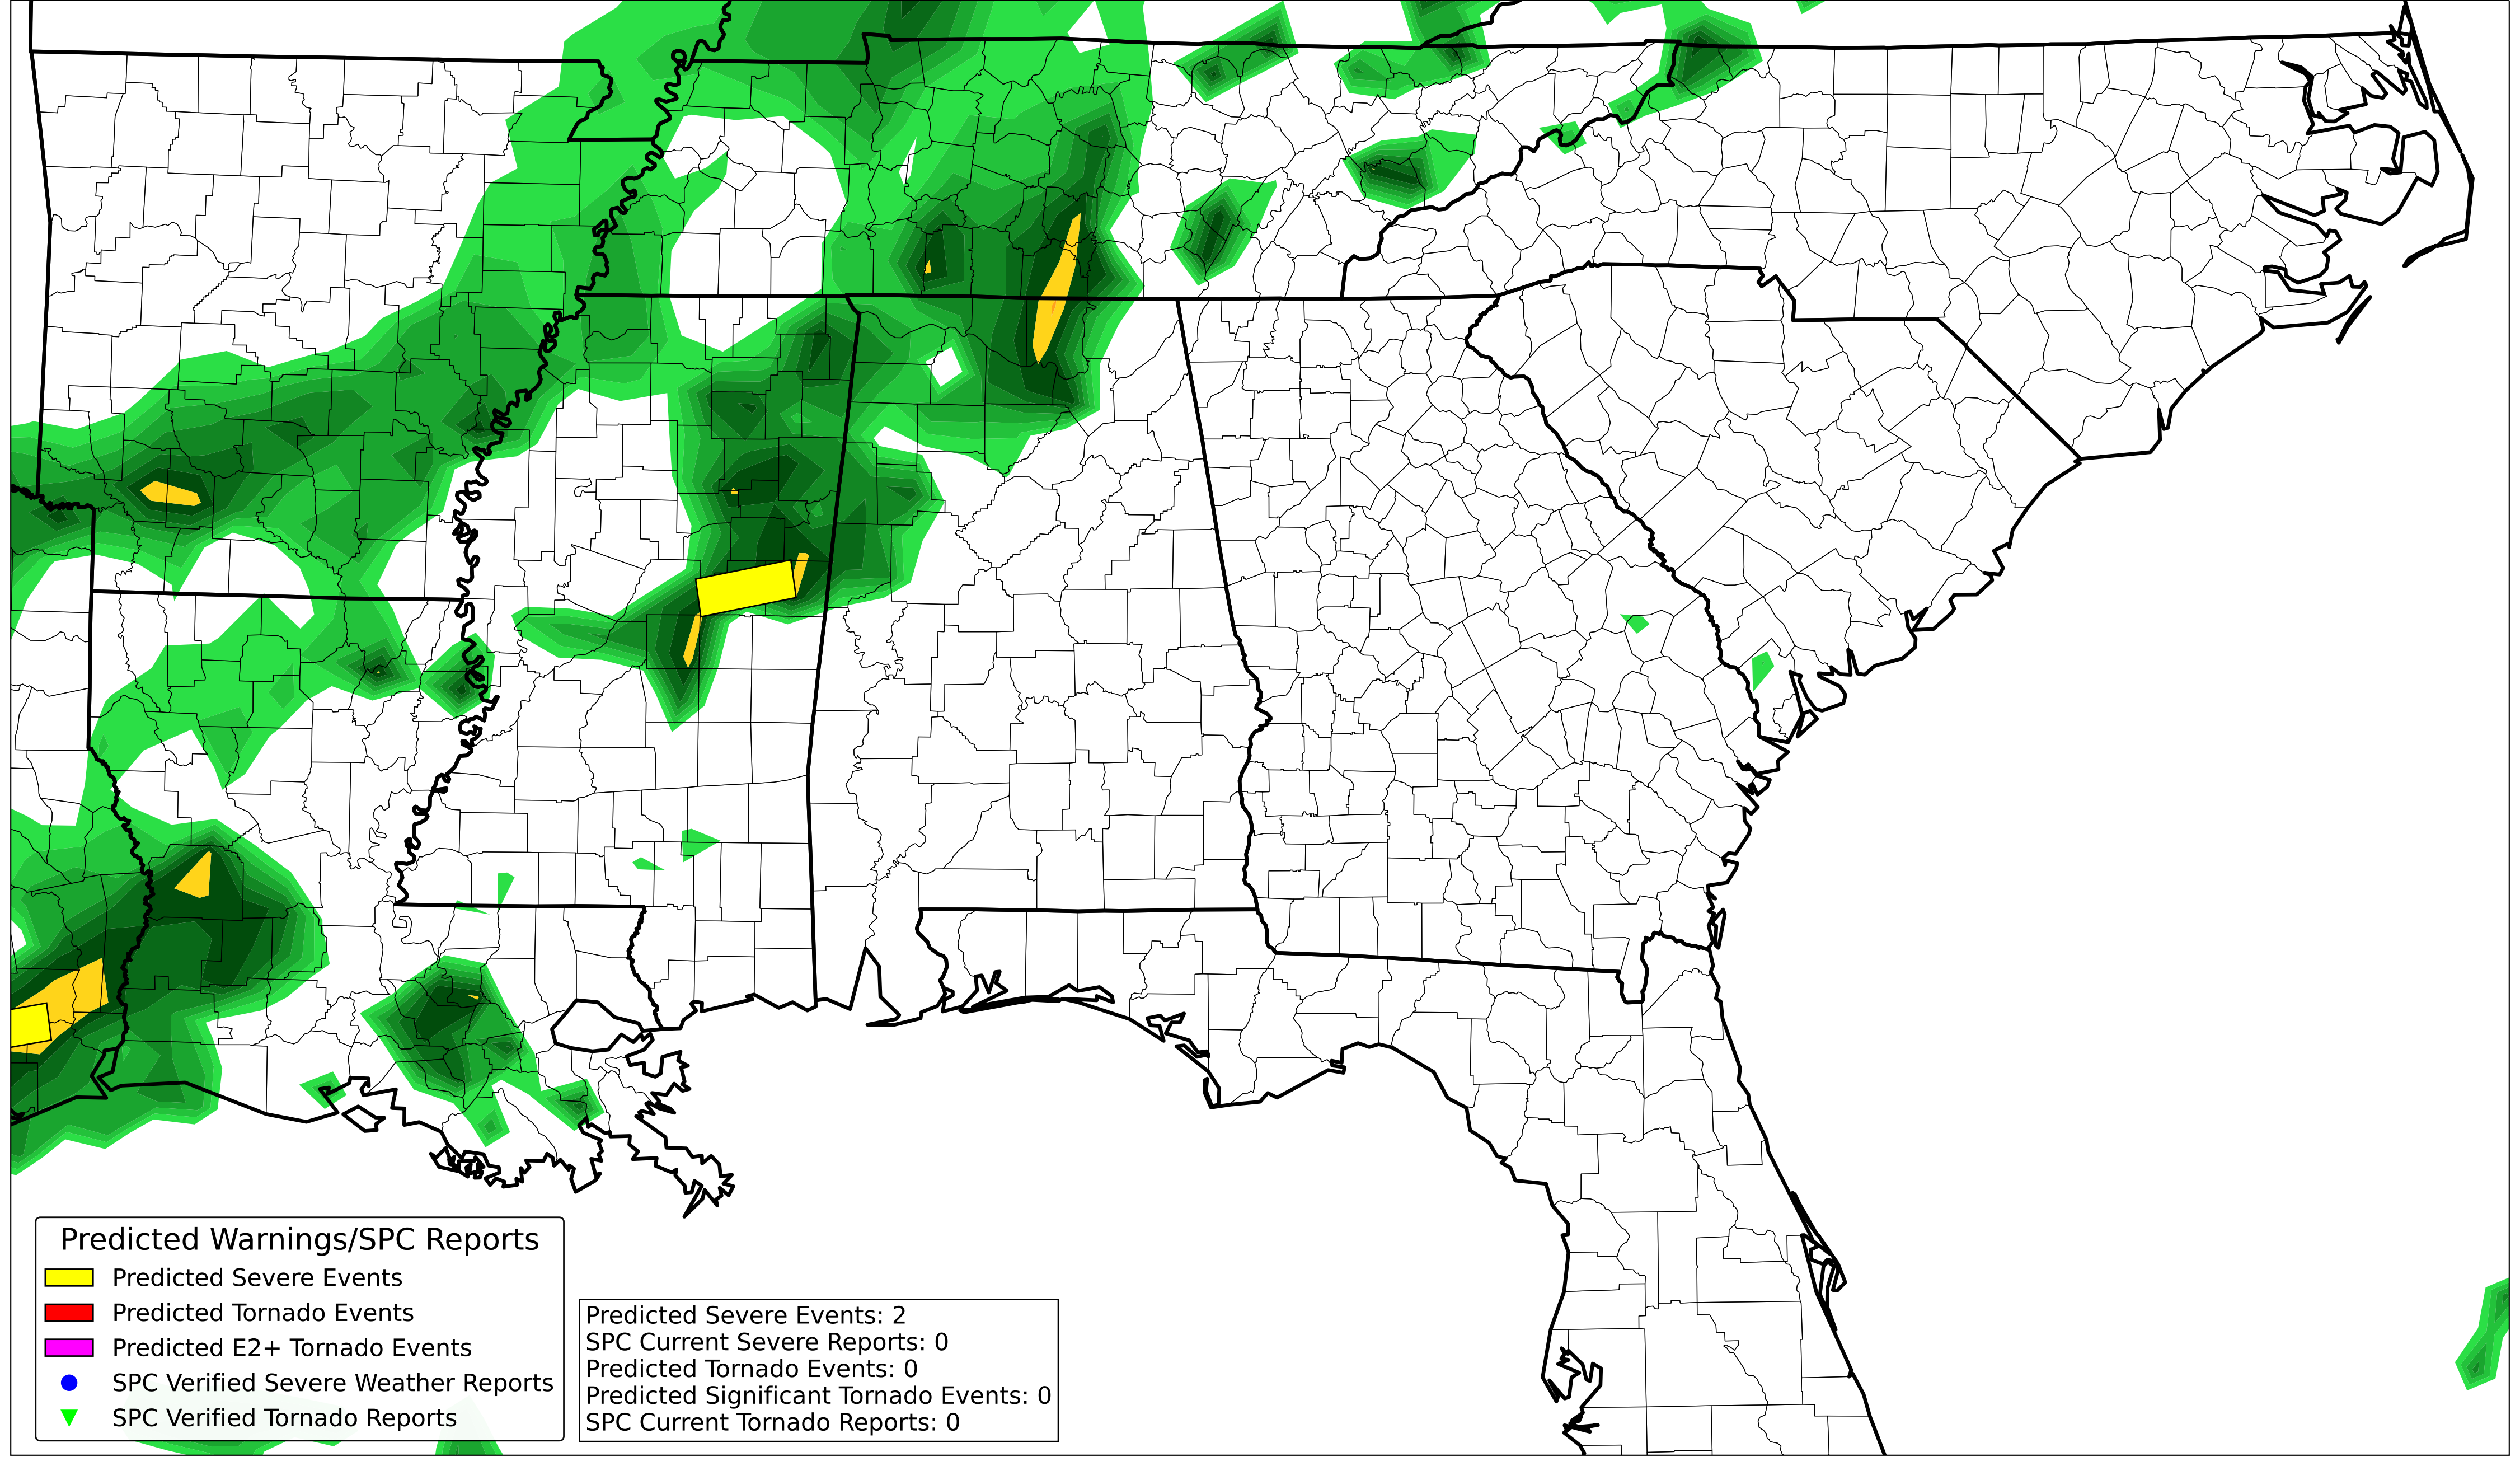 Predicted Warnings/SPC Reports
Predicted Severe Events
Predicted Tornado Events
Predicted E2+ Tornado Events
SPC Verified Severe Weather Reports
SPC Verified Tornado Reports
Predicted Severe Events: 2
SPC Current Severe Reports: 0
Predicted Tornado Events: 0
Predicted Significant Tornado Events: 0
SPC Current Tornado Reports: 0